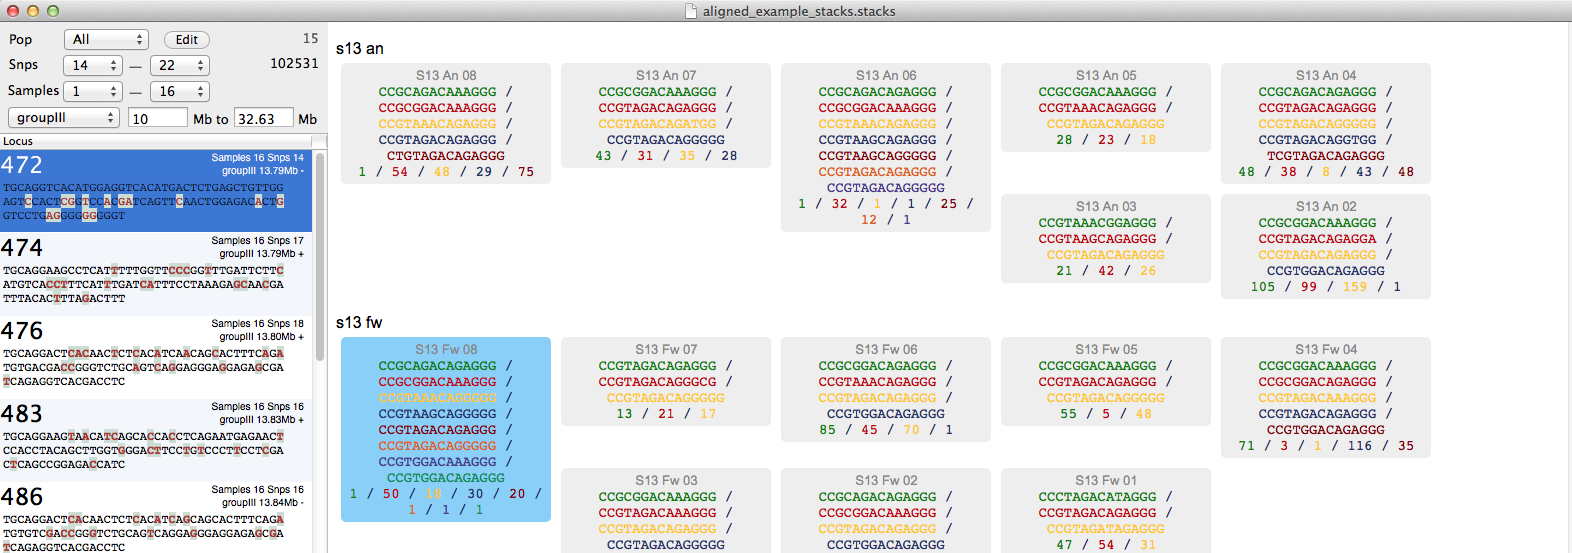 aligned_example_stacks.stacks
Pop All Edit 15
Snps 14 — 22 102531
Samples 1 — 16
groupIII 10 Mb to 32.63 Mb
Locus
472 Samples 16 Snps 14
groupIII 13.79Mb -
TGCAGGTCACATGGAGGTCACATGACTCTGAGCTGTTGG
AGTCCACTCGGTCCACGATCAGTTCAACTGGAGACACTG
GTCCTGAGGGGGGGGT
474 Samples 16 Snps 17
groupIII 13.79Mb +
TGCAGGAAGCCTCATTTTTGGTTCCCGGTTTGATTCTTC
ATGTCACCTTTCATTTGATCATTTCCTAAAGAGCAACGA
TTTACACTTTAGACTTT
476 Samples 16 Snps 18
groupIII 13.80Mb +
TGCAGGACTCACAACTCTCACATCAACAGCACTTTCAGA
TGTGACGACCGGGTCTGCAGTCAGGAGGGAGGAGAGCGA
TCAGAGGTCACGACCTC
483 Samples 16 Snps 16
groupIII 13.83Mb +
TGCAGGAAGTAACATCAGCACCACCTCAGAATGAGAACT
CCACCTACAGCTTGGTGGGACTTCCTGTCCCTTCCTCGA
CTCAGCCGGAGACCATC
486 Samples 16 Snps 16
groupIII 13.84Mb -
TGCAGGACTCACAACTCTCACATCAGCAGCACTTTCAGA
TGTGTCGACCGGGTCTGCAGTCAGGAGGGAGGAGAGCGA
TCAGAGGTCACGACCTC
s13 an
S13 An 08
CCGCAGACAAAGGG /
CCGCGGACAAAGGG /
CCGTAAACAGAGGG /
CCGTAGACAGAGGG /
CTGTAGACAGAGGG
1 / 54 / 48 / 29 / 75
S13 An 07
CCGCGGACAAAGGG /
CCGTAGACAGAGGG /
CCGTAGACAGATGG /
CCGTAGACAGGGGG
43 / 31 / 35 / 28
S13 An 06
CCGCAGACAGAGGG /
CCGCGGACAAAGGG /
CCGTAAACAGAGGG /
CCGTAAGCAGAGGG /
CCGTAAGCAGGGGG /
CCGTAGACAGAGGG /
CCGTAGACAGGGGG
1 / 32 / 1 / 1 / 25 /
12 / 1
S13 An 05
CCGCGGACAAAGGG /
CCGTAAACAGAGGG /
CCGTAGACAGAGGG
28 / 23 / 18
S13 An 04
CCGCAGACAGAGGG /
CCGTAGACAGAGGG /
CCGTAGACAGGGGG /
CCGTAGACAGGTGG /
TCGTAGACAGAGGG
48 / 38 / 8 / 43 / 48
S13 An 03
CCGTAAACGGAGGG /
CCGTAAGCAGAGGG /
CCGTAGACAGAGGG
21 / 42 / 26
S13 An 02
CCGCGGACAAAGGG /
CCGTAGACAGAGGA /
CCGTAGACAGAGGG /
CCGTGGACAGAGGG
105 / 99 / 159 / 1
s13 fw
S13 Fw 08
CCGCAGACAGAGGG /
CCGCGGACAAAGGG /
CCGTAAACAGGGGG /
CCGTAAGCAGGGGG /
CCGTAGACAGAGGG /
CCGTAGACAGGGGG /
CCGTGGACAAAGGG /
CCGTGGACAGAGGG
1 / 50 / 18 / 30 / 20 /
1 / 1 / 1
S13 Fw 07
CCGTAGACAGAGGG /
CCGTAGACAGGGCG /
CCGTAGACAGGGGG
13 / 21 / 17
S13 Fw 06
CCGCGGACAGAGGG /
CCGTAAACAGAGGG /
CCGTAGACAGAGGG /
CCGTGGACAGAGGG
85 / 45 / 70 / 1
S13 Fw 05
CCGCGGACAAAGGG /
CCGTAGACAGAGGG /
CCGTAGACAGGGGG
55 / 5 / 48
S13 Fw 04
CCGCGGACAAAGGG /
CCGCGGACAGAGGG /
CCGTAGACAAAGGG /
CCGTAGACAGAGGG /
CCGTGGACAGAGGG
71 / 3 / 1 / 116 / 35
S13 Fw 03
CCGCGGACAAAGGG /
CCGTAAACAGAGGG /
CCGTAGACAGAGGG /
CCGTAGACAGGGGG
S13 Fw 02
CCGCAGACAGAGGG /
CCGCGGACAAAGGG /
CCGTAGACAGAGGG /
CCGTGGACAGAGGG
S13 Fw 01
CCCTAGACATAGGG /
CCGTAGACAGAGGG /
CCGTAGATAGAGGG
47 / 54 / 31